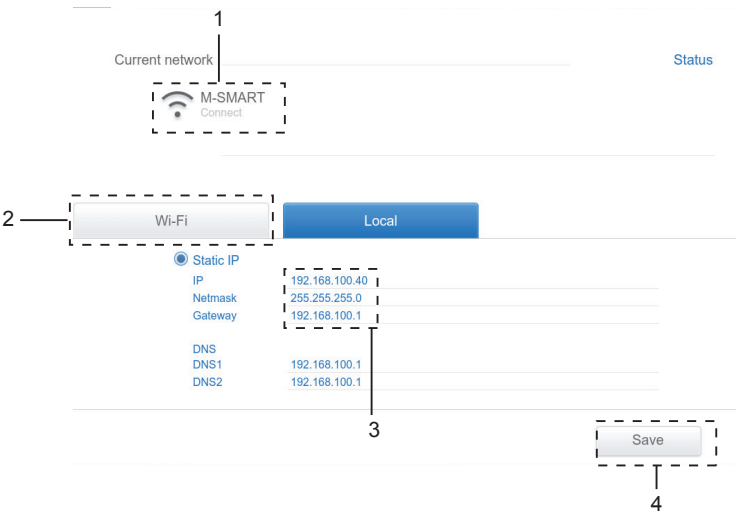 1
Current network
Status
M-SMART
Connect
2
Wi-Fi
Local
Static IP
IP 192.168.100.40
Netmask 255.255.255.0
Gateway 192.168.100.1
DNS
DNS1 192.168.100.1
DNS2 192.168.100.1
3
Save
4